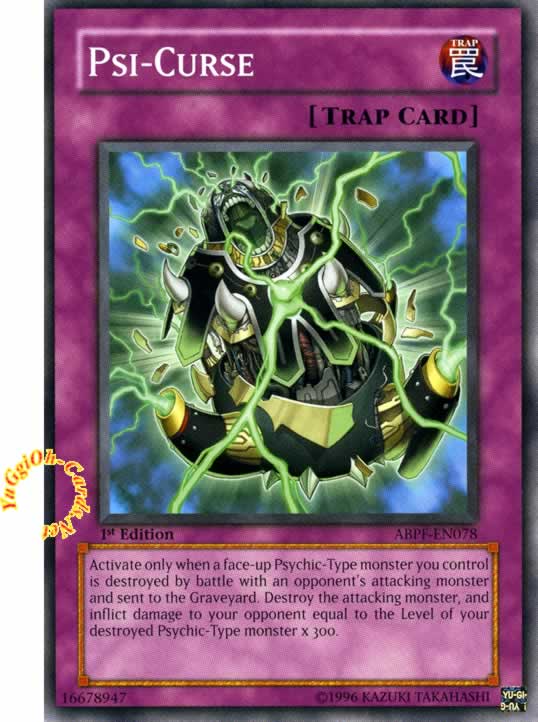 PSI-CURSE
TRAP
罠
[TRAP CARD]
YuGgiOh-Cards.Net
1st Edition
ABPF-EN078
Activate only when a face-up Psychic-Type monster you control
is destroyed by battle with an opponent's attacking monster
and sent to the Graveyard. Destroy the attacking monster, and
inflict damage to your opponent equal to the Level of your
destroyed Psychic-Type monster x 300.
16678947
©1996 KAZUKI TAKAHASHI
YU-GI-